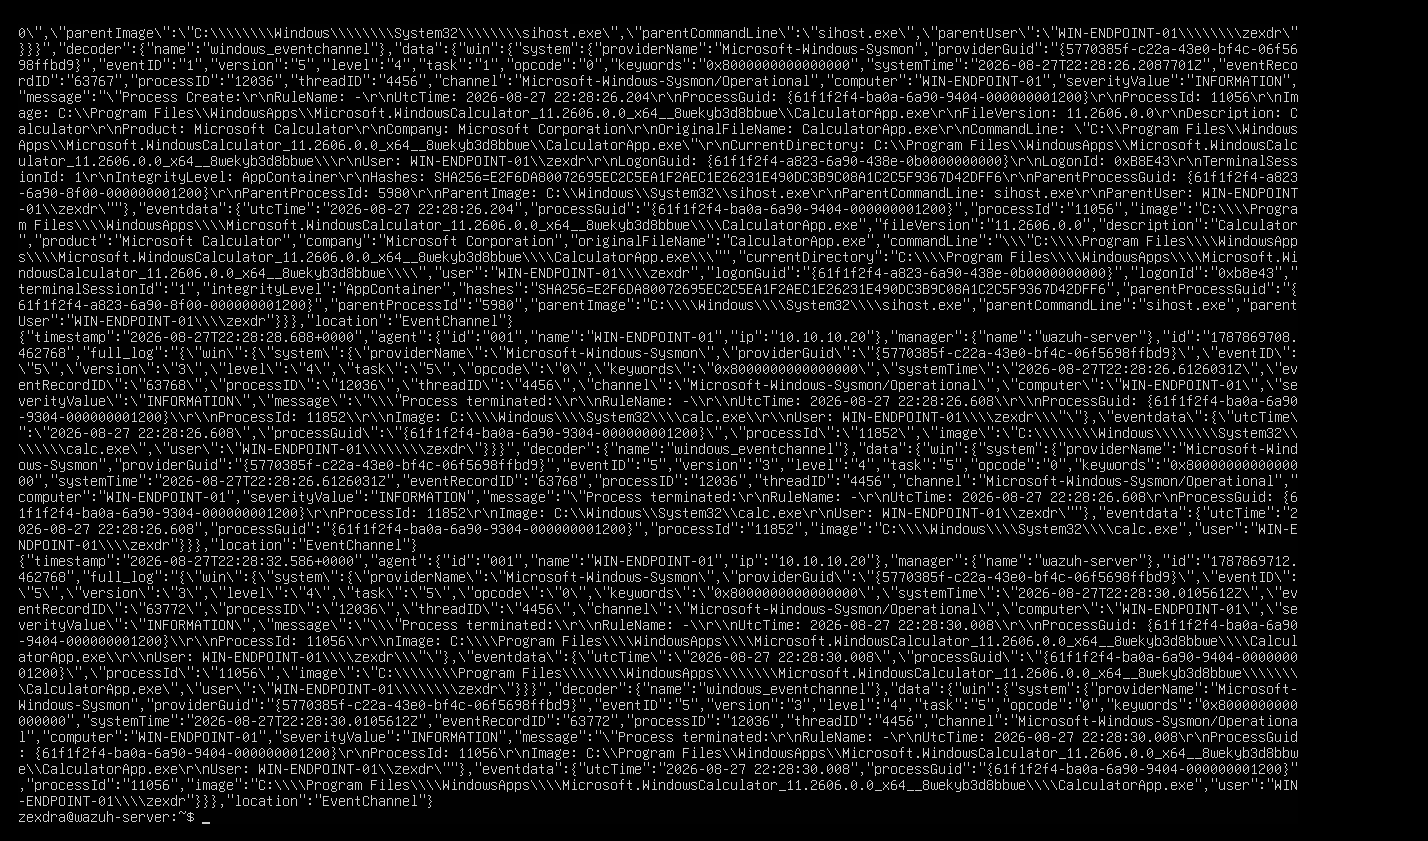 0\",\"parentImage\":\"C:\\\\\\\\Windows\\\\\\\\System32\\\\\\\\sihost.exe\",\"parentCommandLine\":\"sihost.exe\",\"parentUser\":\"WIN-ENDPOINT-01\\\\\\\\zexdr\"
}}}","decoder":{"name":"windows_eventchannel"},"data":{"win":{"system":{"providerName":"Microsoft-Windows-Sysmon","providerGuid":"{5770385f-c22a-43e0-bf4c-06f56
98ffbd9}","eventID":"1","version":"5","level":"4","task":"1","opcode":"0","keywords":"0x8000000000000000","systemTime":"2026-08-27T22:28:26.2087701Z","eventReco
rdID":"63767","processID":"12036","threadID":"4456","channel":"Microsoft-Windows-Sysmon/Operational","computer":"WIN-ENDPOINT-01","severityValue":"INFORMATION",
"message":"\"Process Create:\r\nRuleName: -\r\nUtcTime: 2026-08-27 22:28:26.204\r\nProcessGuid: {61f1f2f4-ba0a-6a90-9404-000000001200}\r\nProcessId: 11056\r\nIm
age: C:\\Program Files\\WindowsApps\\Microsoft.WindowsCalculator_11.2606.0.0_x64__8wekyb3d8bbwe\\CalculatorApp.exe\r\nFileVersion: 11.2606.0.0\r\nDescription: C
alculator\r\nProduct: Microsoft Calculator\r\nCompany: Microsoft Corporation\r\nOriginalFileName: CalculatorApp.exe\r\nCommandLine: \"C:\\Program Files\\Windows
Apps\\Microsoft.WindowsCalculator_11.2606.0.0_x64__8wekyb3d8bbwe\\CalculatorApp.exe\"\r\nCurrentDirectory: C:\\Program Files\\WindowsApps\\Microsoft.WindowsCalc
ulator_11.2606.0.0_x64__8wekyb3d8bbwe\\\r\nUser: WIN-ENDPOINT-01\\zexdr\r\nLogonGuid: {61f1f2f4-a823-6a90-438e-0b0000000000}\r\nLogonId: 0xB8E43\r\nTerminalSess
ionId: 1\r\nIntegrityLevel: AppContainer\r\nHashes: SHA256=E2F6DA80072695EC2C5EA1F2AEC1E26231E490DC3B9C08A1C2C5F9367D42DFF6\r\nParentProcessGuid: {61f1f2f4-a823
-6a90-8f00-000000001200}\r\nParentProcessId: 5980\r\nParentImage: C:\\Windows\\System32\\sihost.exe\r\nParentCommandLine: sihost.exe\r\nParentUser: WIN-ENDPOINT
-01\\zexdr\""},"eventdata":{"utcTime":"2026-08-27 22:28:26.204","processGuid":"{61f1f2f4-ba0a-6a90-9404-000000001200}","processId":"11056","image":"C:\\\\Progra
m Files\\\\WindowsApps\\\\Microsoft.WindowsCalculator_11.2606.0.0_x64__8wekyb3d8bbwe\\\\CalculatorApp.exe","fileVersion":"11.2606.0.0","description":"Calculator
","product":"Microsoft Calculator","company":"Microsoft Corporation","originalFileName":"CalculatorApp.exe","commandLine":"\\\"C:\\\\Program Files\\\\WindowsApp
s\\\\Microsoft.WindowsCalculator_11.2606.0.0_x64__8wekyb3d8bbwe\\\\CalculatorApp.exe\\\"","currentDirectory":"C:\\\\Program Files\\\\WindowsApps\\\\Microsoft.Wi
ndowsCalculator_11.2606.0.0_x64__8wekyb3d8bbwe\\\\","user":"WIN-ENDPOINT-01\\\\zexdr","logonGuid":"{61f1f2f4-a823-6a90-438e-0b0000000000}","logonId":"0xb8e43","
terminalSessionId":"1","integrityLevel":"AppContainer","hashes":"SHA256=E2F6DA80072695EC2C5EA1F2AEC1E26231E490DC3B9C08A1C2C5F9367D42DFF6","parentProcessGuid":"{
61f1f2f4-a823-6a90-8f00-000000001200}","parentProcessId":"5980","parentImage":"C:\\\\Windows\\\\System32\\\\sihost.exe","parentCommandLine":"sihost.exe","parent
User":"WIN-ENDPOINT-01\\\\zexdr"}}},"location":"EventChannel"}
{"timestamp":"2026-08-27T22:28:28.688+0000","agent":{"id":"001","name":"WIN-ENDPOINT-01","ip":"10.10.10.20"},"manager":{"name":"wazuh-server"},"id":"1787869708.
462768","full_log":"{\"win\":{\"system\":{\"providerName\":\"Microsoft-Windows-Sysmon\",\"providerGuid\":\"{5770385f-c22a-43e0-bf4c-06f5698ffbd9}\",\"eventID\":
\"5\",\"version\":\"3\",\"level\":\"4\",\"task\":\"5\",\"opcode\":\"0\",\"keywords\":\"0x8000000000000000\",\"systemTime\":\"2026-08-27T22:28:26.6126031Z\",\"ev
entRecordID\":\"63768\",\"processID\":\"12036\",\"threadID\":\"4456\",\"channel\":\"Microsoft-Windows-Sysmon/Operational\",\"computer\":\"WIN-ENDPOINT-01\",\"se
verityValue\":\"INFORMATION\",\"message\":\"\\\"Process terminated:\\r\\nRuleName: -\\r\\nUtcTime: 2026-08-27 22:28:26.608\\r\\nProcessGuid: {61f1f2f4-ba0a-6a90
-9304-000000001200}\\r\\nProcessId: 11852\\r\\nImage: C:\\\\Windows\\\\System32\\\\calc.exe\\r\\nUser: WIN-ENDPOINT-01\\\\zexdr\\\"\"},\"eventdata\":{\"utcTime\
":\"2026-08-27 22:28:26.608\",\"processGuid\":\"{61f1f2f4-ba0a-6a90-9304-000000001200}\",\"processId\":\"11852\",\"image\":\"C:\\\\\\\\Windows\\\\\\\\System32\\
\\\\\\calc.exe\",\"user\":\"WIN-ENDPOINT-01\\\\\\\\zexdr\"}}}","decoder":{"name":"windows_eventchannel"},"data":{"win":{"system":{"providerName":"Microsoft-Wind
ows-Sysmon","providerGuid":"{5770385f-c22a-43e0-bf4c-06f5698ffbd9}","eventID":"5","version":"3","level":"4","task":"5","opcode":"0","keywords":"0x80000000000000
00","systemTime":"2026-08-27T22:28:26.6126031Z","eventRecordID":"63768","processID":"12036","threadID":"4456","channel":"Microsoft-Windows-Sysmon/Operational","
computer":"WIN-ENDPOINT-01","severityValue":"INFORMATION","message":"\"Process terminated:\r\nRuleName: -\r\nUtcTime: 2026-08-27 22:28:26.608\r\nProcessGuid: {6
1f1f2f4-ba0a-6a90-9304-000000001200}\r\nProcessId: 11852\r\nImage: C:\\Windows\\System32\\calc.exe\r\nUser: WIN-ENDPOINT-01\\zexdr\""},"eventdata":{"utcTime":"2
026-08-27 22:28:26.608","processGuid":"{61f1f2f4-ba0a-6a90-9304-000000001200}","processId":"11852","image":"C:\\\\Windows\\\\System32\\\\calc.exe","user":"WIN-E
NDPOINT-01\\\\zexdr"}}},"location":"EventChannel"}
{"timestamp":"2026-08-27T22:28:32.586+0000","agent":{"id":"001","name":"WIN-ENDPOINT-01","ip":"10.10.10.20"},"manager":{"name":"wazuh-server"},"id":"1787869712.
462768","full_log":"{\"win\":{\"system\":{\"providerName\":\"Microsoft-Windows-Sysmon\",\"providerGuid\":\"{5770385f-c22a-43e0-bf4c-06f5698ffbd9}\",\"eventID\":
\"5\",\"version\":\"3\",\"level\":\"4\",\"task\":\"5\",\"opcode\":\"0\",\"keywords\":\"0x8000000000000000\",\"systemTime\":\"2026-08-27T22:28:30.0105612Z\",\"ev
entRecordID\":\"63772\",\"processID\":\"12036\",\"threadID\":\"4456\",\"channel\":\"Microsoft-Windows-Sysmon/Operational\",\"computer\":\"WIN-ENDPOINT-01\",\"se
verityValue\":\"INFORMATION\",\"message\":\"\\\"Process terminated:\\r\\nRuleName: -\\r\\nUtcTime: 2026-08-27 22:28:30.008\\r\\nProcessGuid: {61f1f2f4-ba0a-6a90
-9404-000000001200}\\r\\nProcessId: 11056\\r\\nImage: C:\\\\Program Files\\\\WindowsApps\\\\Microsoft.WindowsCalculator_11.2606.0.0_x64__8wekyb3d8bbwe\\\\Calcul
atorApp.exe\\r\\nUser: WIN-ENDPOINT-01\\\\zexdr\\\"\"},\"eventdata\":{\"utcTime\":\"2026-08-27 22:28:30.008\",\"processGuid\":\"{61f1f2f4-ba0a-6a90-9404-0000000
01200}\",\"processId\":\"11056\",\"image\":\"C:\\\\\\\\Program Files\\\\\\\\WindowsApps\\\\\\\\Microsoft.WindowsCalculator_11.2606.0.0_x64__8wekyb3d8bbwe\\\\\\\
\CalculatorApp.exe\",\"user\":\"WIN-ENDPOINT-01\\\\\\\\zexdr\"}}}","decoder":{"name":"windows_eventchannel"},"data":{"win":{"system":{"providerName":"Microsoft-
Windows-Sysmon","providerGuid":"{5770385f-c22a-43e0-bf4c-06f5698ffbd9}","eventID":"5","version":"3","level":"4","task":"5","opcode":"0","keywords":"0x8000000000
000000","systemTime":"2026-08-27T22:28:30.0105612Z","eventRecordID":"63772","processID":"12036","threadID":"4456","channel":"Microsoft-Windows-Sysmon/Operationa
l","computer":"WIN-ENDPOINT-01","severityValue":"INFORMATION","message":"\"Process terminated:\r\nRuleName: -\r\nUtcTime: 2026-08-27 22:28:30.008\r\nProcessGuid
: {61f1f2f4-ba0a-6a90-9404-000000001200}\r\nProcessId: 11056\r\nImage: C:\\Program Files\\WindowsApps\\Microsoft.WindowsCalculator_11.2606.0.0_x64__8wekyb3d8bbw
e\\CalculatorApp.exe\r\nUser: WIN-ENDPOINT-01\\zexdr\""},"eventdata":{"utcTime":"2026-08-27 22:28:30.008","processGuid":"{61f1f2f4-ba0a-6a90-9404-000000001200}"
,"processId":"11056","image":"C:\\\\Program Files\\\\WindowsApps\\\\Microsoft.WindowsCalculator_11.2606.0.0_x64__8wekyb3d8bbwe\\\\CalculatorApp.exe","user":"WIN
-ENDPOINT-01\\\\zexdr"}}},"location":"EventChannel"}
zexdra@wazuh-server:~$ _